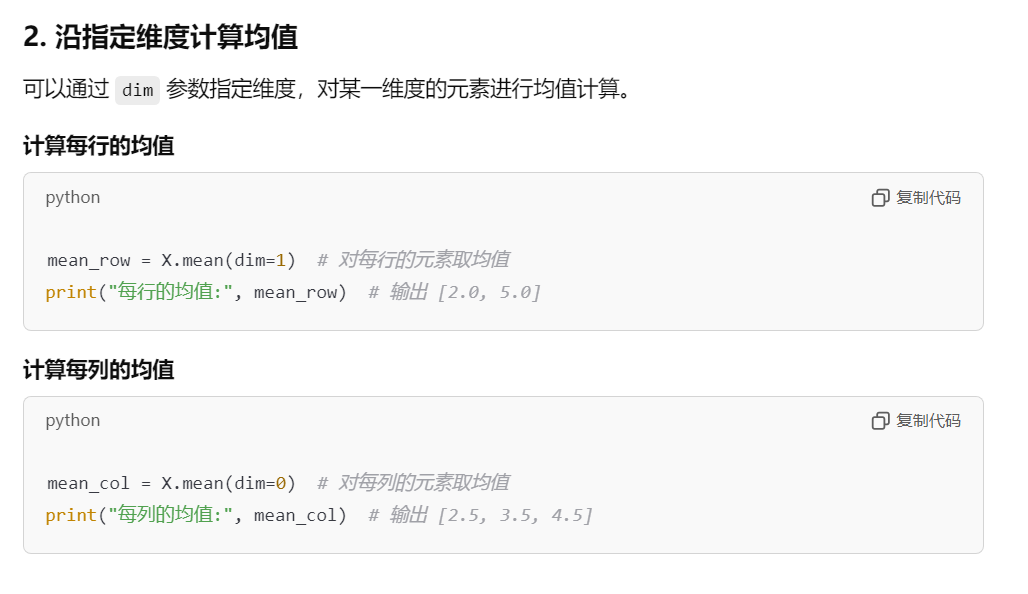 2. 沿指定维度计算均值
可以通过 dim 参数指定维度，对某一维度的元素进行均值计算。
计算每行的均值
python 复制代码
mean_row = X.mean(dim=1)  # 对每行的元素取均值
print("每行的均值:", mean_row)  # 输出 [2.0, 5.0]
计算每列的均值
python 复制代码
mean_col = X.mean(dim=0)  # 对每列的元素取均值
print("每列的均值:", mean_col)  # 输出 [2.5, 3.5, 4.5]